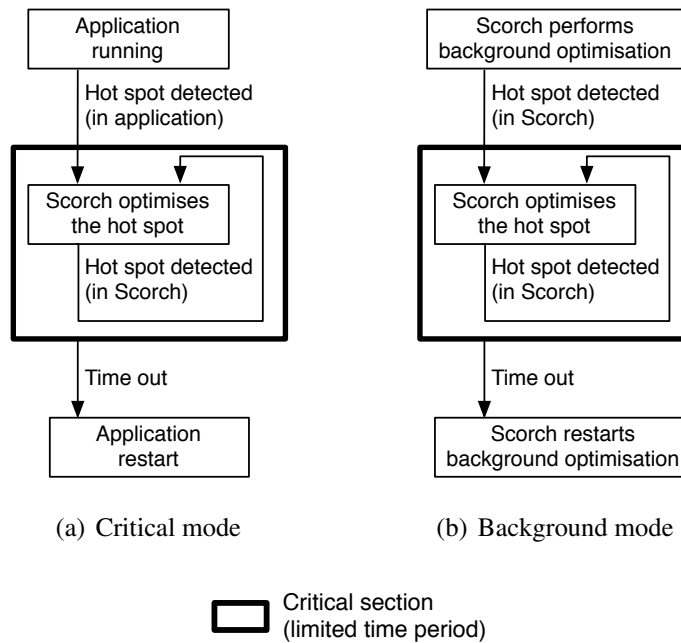 Application
running
Hot spot detected
(in application)
Scorch optimises
the hot spot
Hot spot detected
(in Scorch)
Time out
Application
restart
(a) Critical mode
Scorch performs
background optimisation
Hot spot detected
(in Scorch)
Scorch optimises
the hot spot
Hot spot detected
(in Scorch)
Time out
Scorch restarts
background optimisation
(b) Background mode
Critical section
(limited time period)